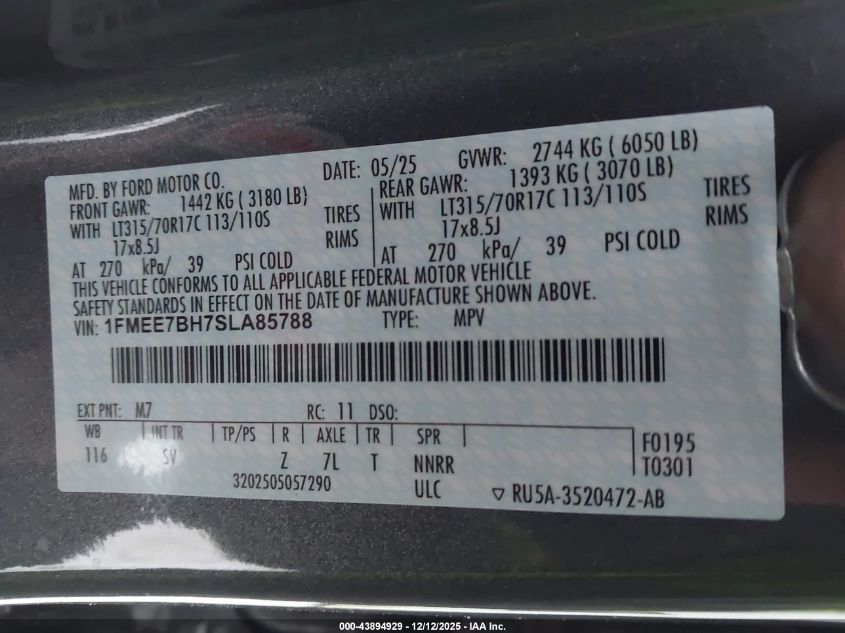 MFD. BY FORD MOTOR CO. DATE: 05/25 GVWR: 2744 KG ( 6050 LB)
FRONT GAWR: 1442 KG ( 3180 LB) REAR GAWR: 1393 KG ( 3070 LB)
WITH LT315/70R17C 113/110S TIRES WITH LT315/70R17C 113/110S TIRES
17x8.5J RIMS 17x8.5J RIMS
AT 270 kPa/ 39 PSI COLD AT 270 kPa/ 39 PSI COLD
THIS VEHICLE CONFORMS TO ALL APPLICABLE FEDERAL MOTOR VEHICLE
SAFETY STANDARDS IN EFFECT ON THE DATE OF MANUFACTURE SHOWN ABOVE.
VIN: 1FMEE7BH7SLA85788 TYPE: MPV
EXT PNT: M7 RC: 11 DSO:
WB INT TR TP/PS R AXLE TR SPR F0195
116 SV Z 7L T NNRR T0301
3202505057290 ULC RU5A-3520472-AB
000-43894929 - 12/12/2025 - IAA Inc.